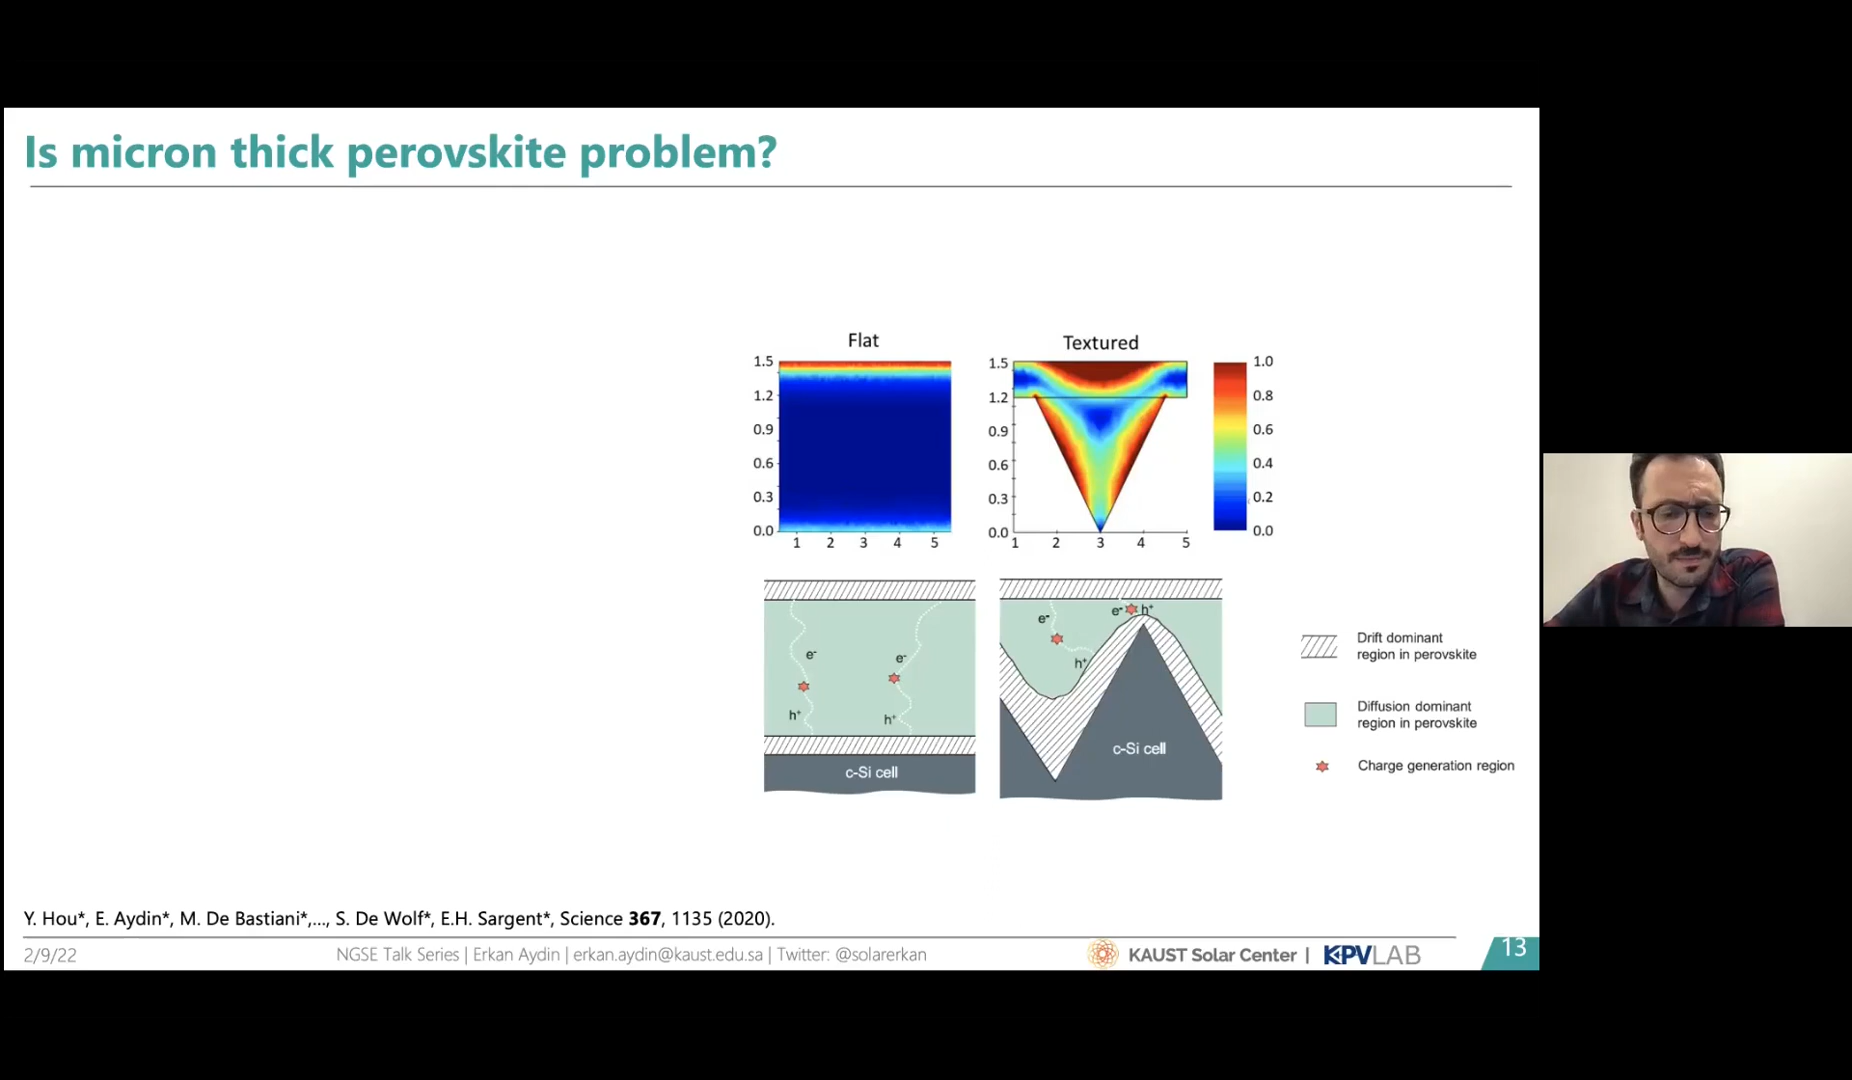 Is micron thick perovskite problem?
Flat
Textured
1.5
1.2
0.9
0.6
0.3
0.0
1 2 3 4 5
1.5
1.2
0.9
0.6
0.3
0.0
1 2 3 4 5
1.0
0.8
0.6
0.4
0.2
0.0
e-
h+
e-
h+
c-Si cell
e-
h+
e- h+
c-Si cell
Drift dominant
region in perovskite
Diffusion dominant
region in perovskite
Charge generation region
Y. Hou*, E. Aydin*, M. De Bastiani*,..., S. De Wolf*, E.H. Sargent*, Science 367, 1135 (2020).
2/9/22
NGSE Talk Series | Erkan Aydin | erkan.aydin@kaust.edu.sa | Twitter: @solarerkan
KAUST Solar Center | KPVLAB
13